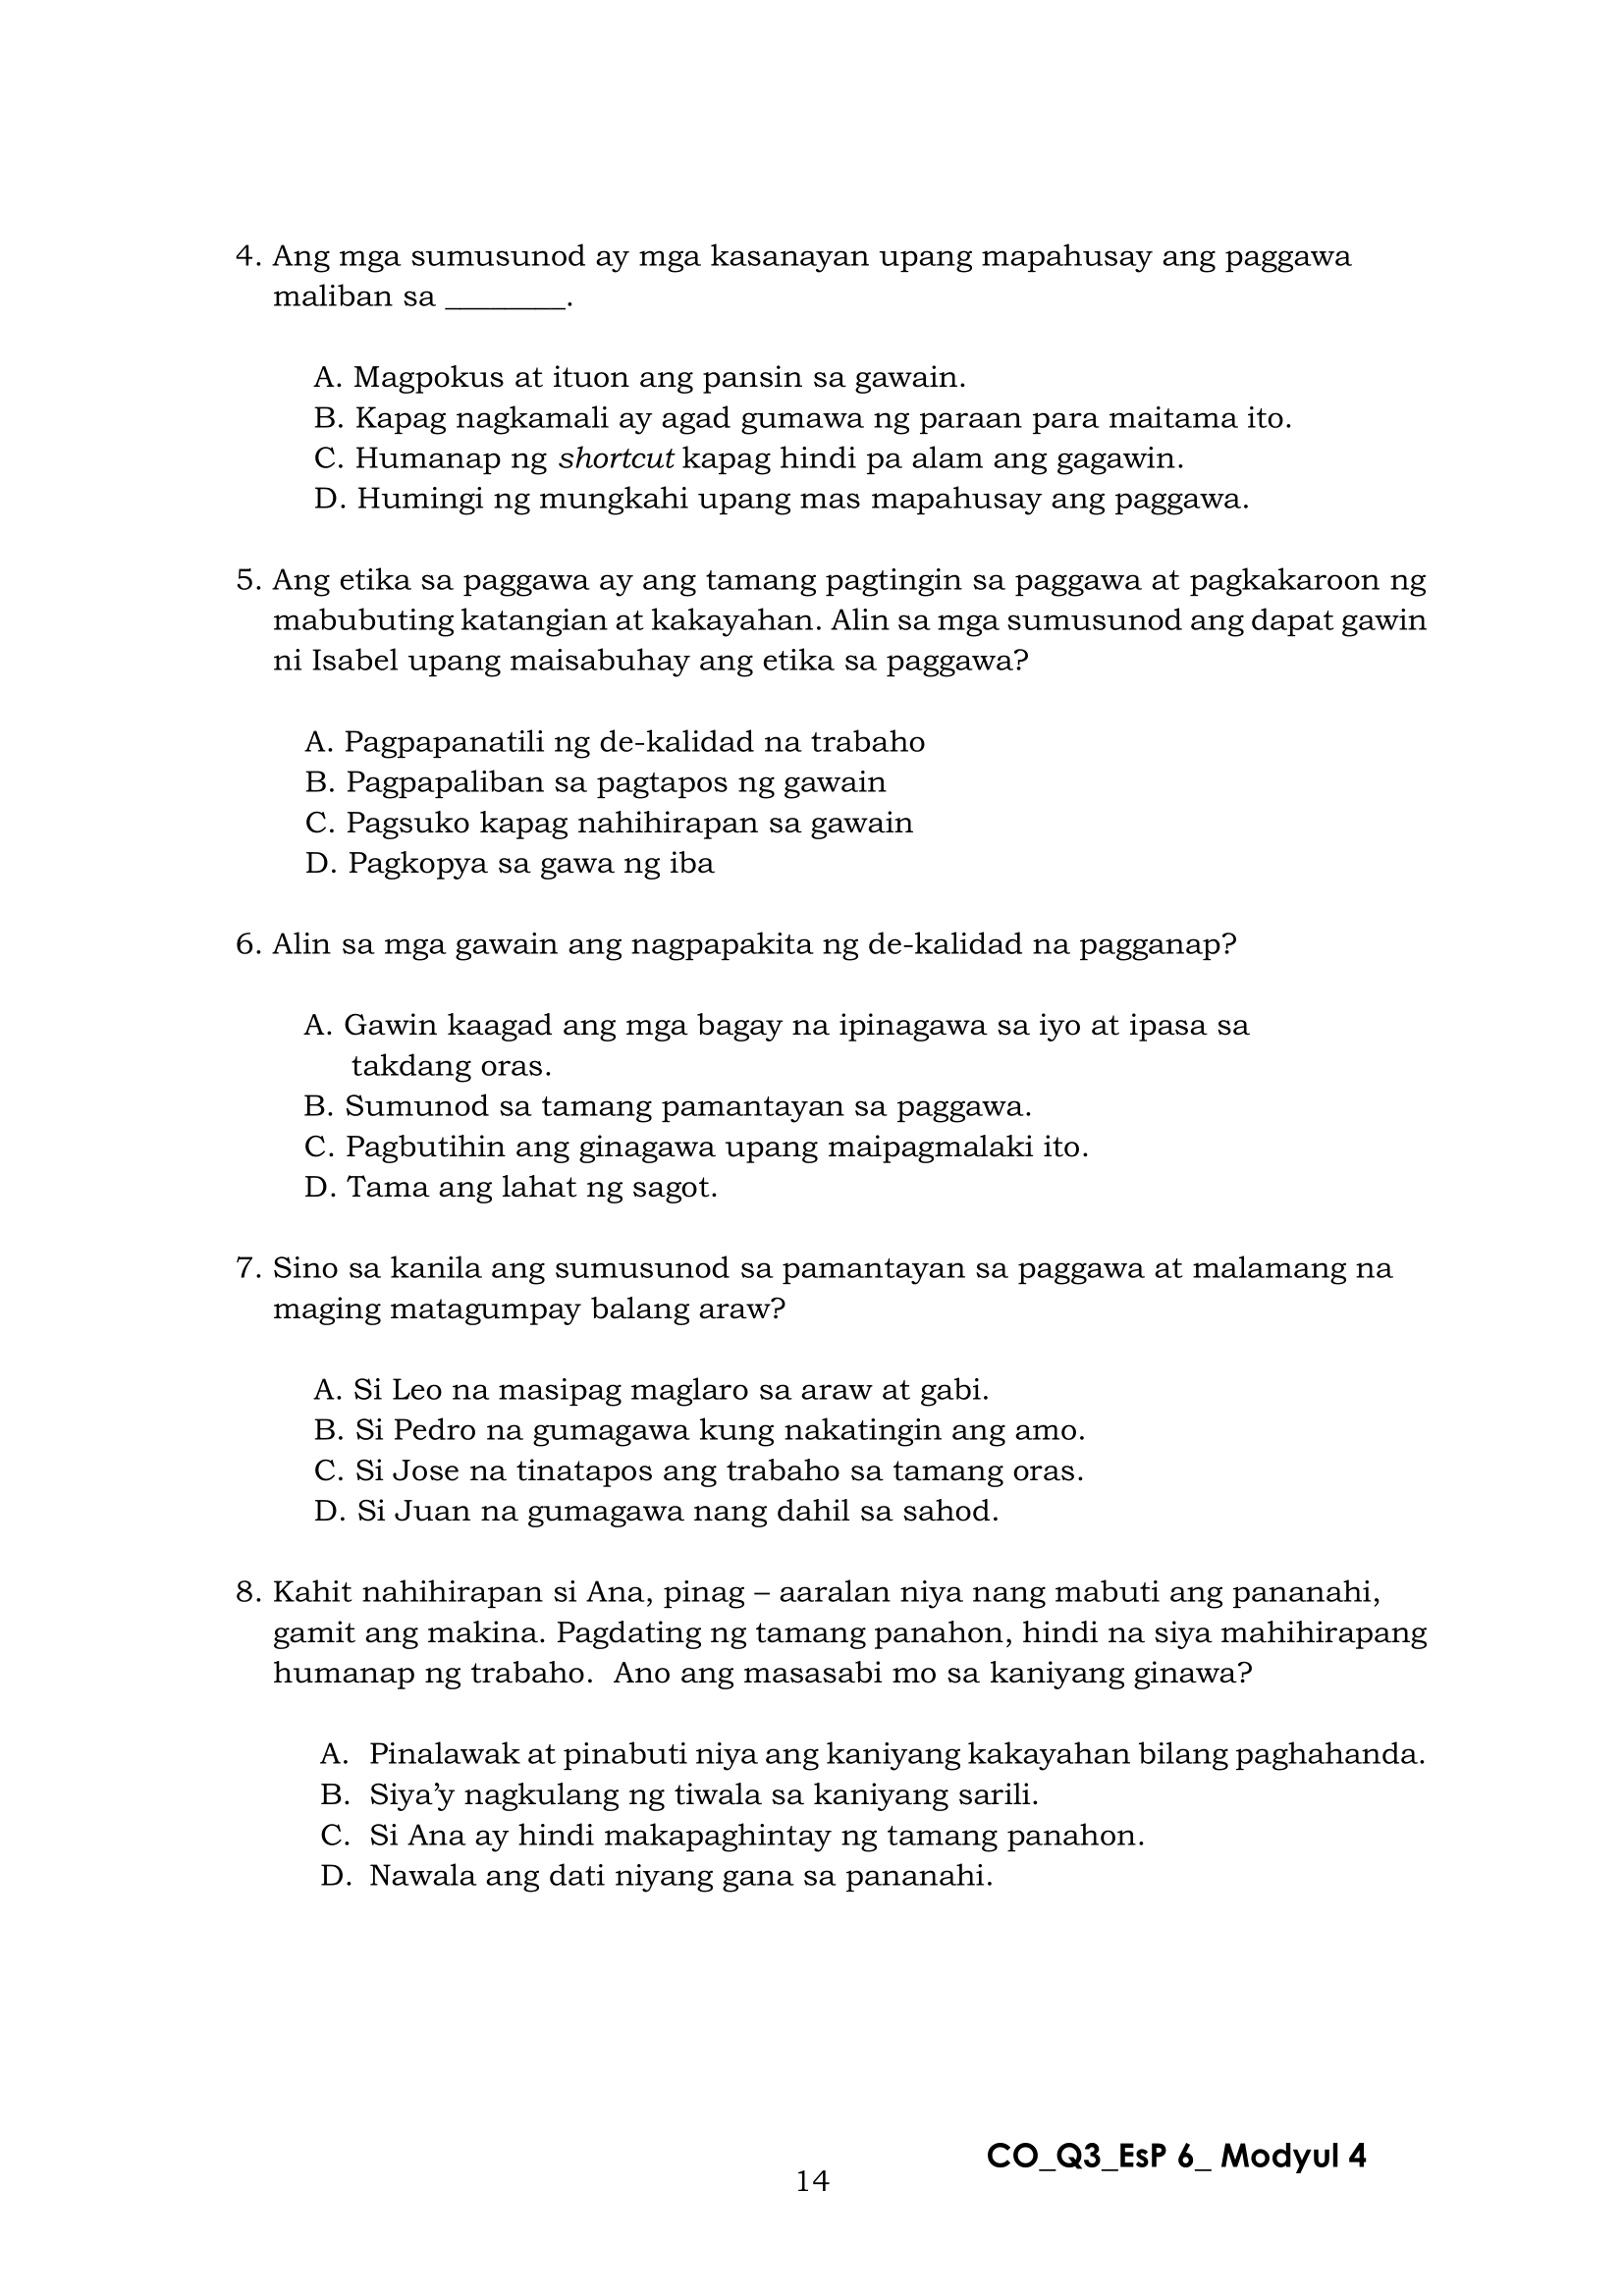 4. Ang mga sumusunod ay mga kasanayan upang mapahusay ang paggawa
maliban sa ________.
A. Magpokus at ituon ang pansin sa gawain.
B. Kapag nagkamali ay agad gumawa ng paraan para maitama ito.
C. Humanap ng shortcut kapag hindi pa alam ang gagawin.
D. Humingi ng mungkahi upang mas mapahusay ang paggawa.
5. Ang etika sa paggawa ay ang tamang pagtingin sa paggawa at pagkakaroon ng
mabubuting katangian at kakayahan. Alin sa mga sumusunod ang dapat gawin
ni Isabel upang maisabuhay ang etika sa paggawa?
A. Pagpapanatili ng de-kalidad na trabaho
B. Pagpapaliban sa pagtapos ng gawain
C. Pagsuko kapag nahihirapan sa gawain
D. Pagkopya sa gawa ng iba
6. Alin sa mga gawain ang nagpapakita ng de-kalidad na pagganap?
A. Gawin kaagad ang mga bagay na ipinagawa sa iyo at ipasa sa
takdang oras.
B. Sumunod sa tamang pamantayan sa paggawa.
C. Pagbutihin ang ginagawa upang maipagmalaki ito.
D. Tama ang lahat ng sagot.
7. Sino sa kanila ang sumusunod sa pamantayan sa paggawa at malamang na
maging matagumpay balang araw?
A. Si Leo na masipag maglaro sa araw at gabi.
B. Si Pedro na gumagawa kung nakatingin ang amo.
C. Si Jose na tinatapos ang trabaho sa tamang oras.
D. Si Juan na gumagawa nang dahil sa sahod.
8. Kahit nahihirapan si Ana, pinag – aaralan niya nang mabuti ang pananahi,
gamit ang makina. Pagdating ng tamang panahon, hindi na siya mahihirapang
humanap ng trabaho. Ano ang masasabi mo sa kaniyang ginawa?
A. Pinalawak at pinabuti niya ang kaniyang kakayahan bilang paghahanda.
B. Siya’y nagkulang ng tiwala sa kaniyang sarili.
C. Si Ana ay hindi makapaghintay ng tamang panahon.
D. Nawala ang dati niyang gana sa pananahi.
CO_Q3_EsP 6_ Modyul 4
14